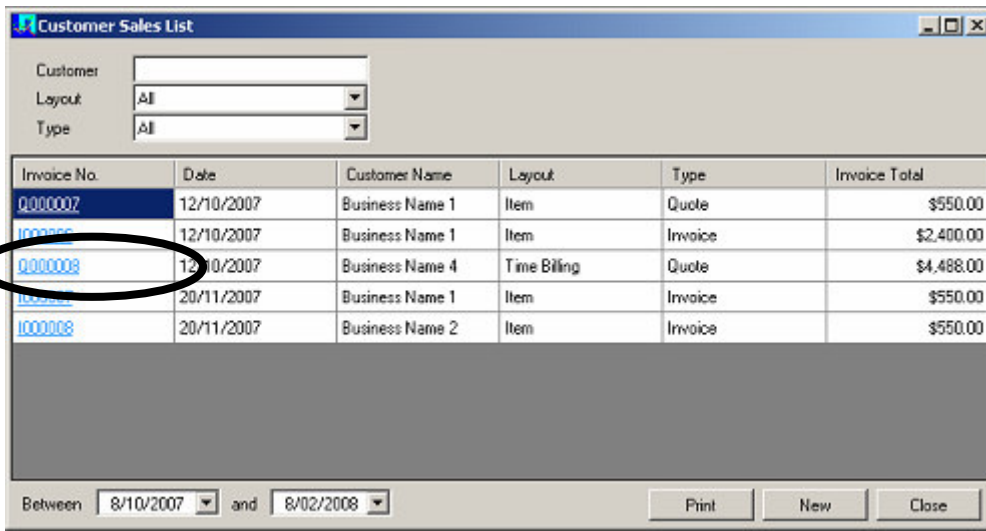 Customer Sales List
Customer
Layout All
Type All
Invoice No. Date Customer Name Layout Type Invoice Total
Q000007 12/10/2007 Business Name 1 Item Quote $550.00
12/10/2007 Business Name 1 Item Invoice $2,400.00
Q000008 12/10/2007 Business Name 4 Time Billing Quote $4,488.00
I000007 20/11/2007 Business Name 1 Item Invoice $550.00
I000008 20/11/2007 Business Name 2 Item Invoice $550.00
Between 8/10/2007 and 8/02/2008 Print New Close